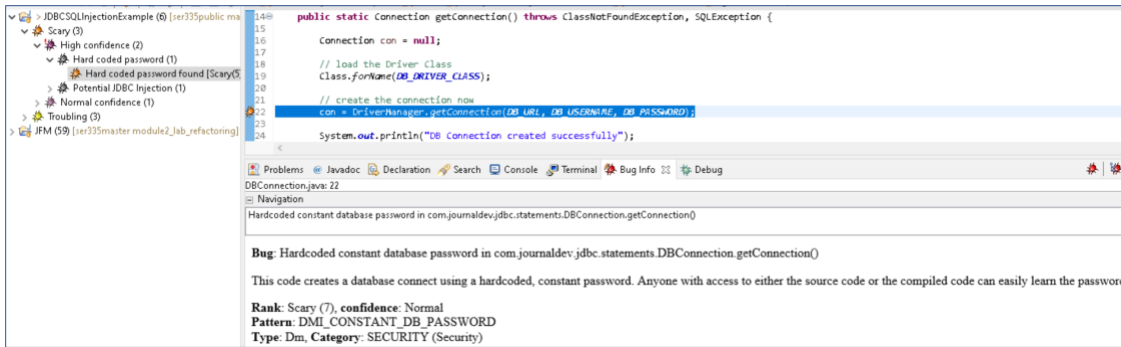 > JDBCSQLInjectionExample (6) [ser335public ma
Scary (3)
High confidence (2)
Hard coded password (1)
Hard coded password found [Scary(5
Potential JDBC Injection (1)
Normal confidence (1)
Troubling (3)
JFM (59) [ser335master module2_lab_refactoring]
14 public static Connection getConnection() throws ClassNotFoundException, SQLException {
15
16 Connection con = null;
17
18 // load the Driver Class
19 Class.forName(DB_DRIVER_CLASS);
20
21 // create the connection now
22 con = DriverManager.getConnection(DB_URL, DB_USERNAME, DB_PASSWORD);
23
24 System.out.println("DB Connection created successfully");
Problems Javadoc Declaration Search Console Terminal Bug Info Debug
DBConnection.java: 22
Navigation
Hardcoded constant database password in com.journaldev.jdbc.statements.DBConnection.getConnection()
Bug: Hardcoded constant database password in com.journaldev.jdbc.statements.DBConnection.getConnection()
This code creates a database connect using a hardcoded, constant password. Anyone with access to either the source code or the compiled code can easily learn the password
Rank: Scary (7), confidence: Normal
Pattern: DMI_CONSTANT_DB_PASSWORD
Type: Dm, Category: SECURITY (Security)